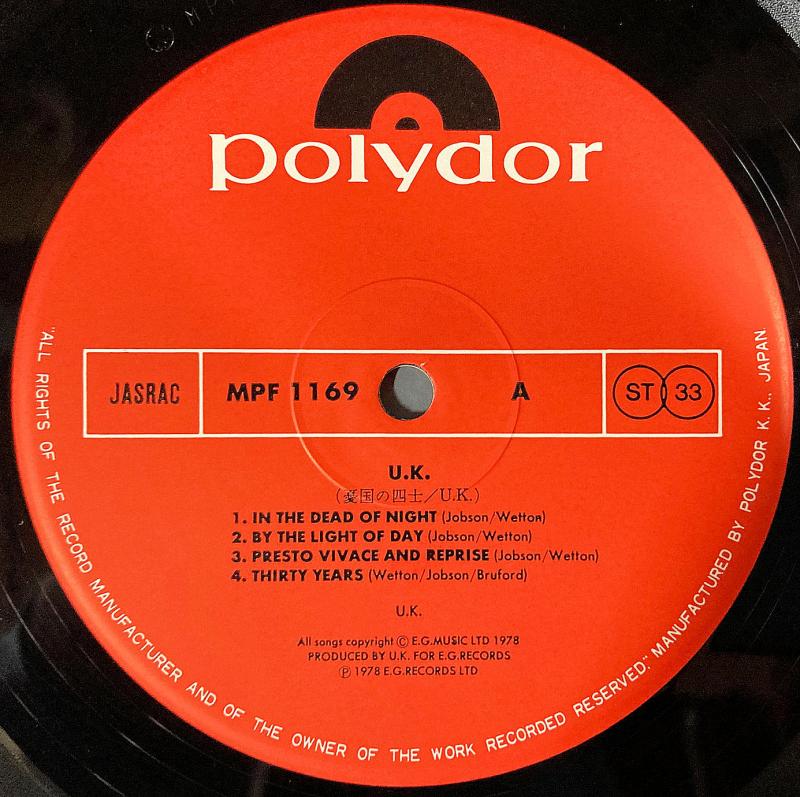 polydor
JASRAC MPF 1169 A ST 33
U.K.
(憂国の四士／U.K.)
1. IN THE DEAD OF NIGHT (Jobson/Wetton)
2. BY THE LIGHT OF DAY (Jobson/Wetton)
3. PRESTO VIVACE AND REPRISE (Jobson/Wetton)
4. THIRTY YEARS (Wetton/Jobson/Bruford)
U.K.
All songs copyright Ⓒ E.G.MUSIC LTD 1978
PRODUCED BY U.K. FOR E.G.RECORDS
Ⓟ 1978 E.G.RECORDS LTD
"ALL RIGHTS OF THE RECORD MANUFACTURER AND OF THE OWNER OF THE WORK RECORDED RESERVED." MANUFACTURED BY POLYDOR K.K., JAPAN